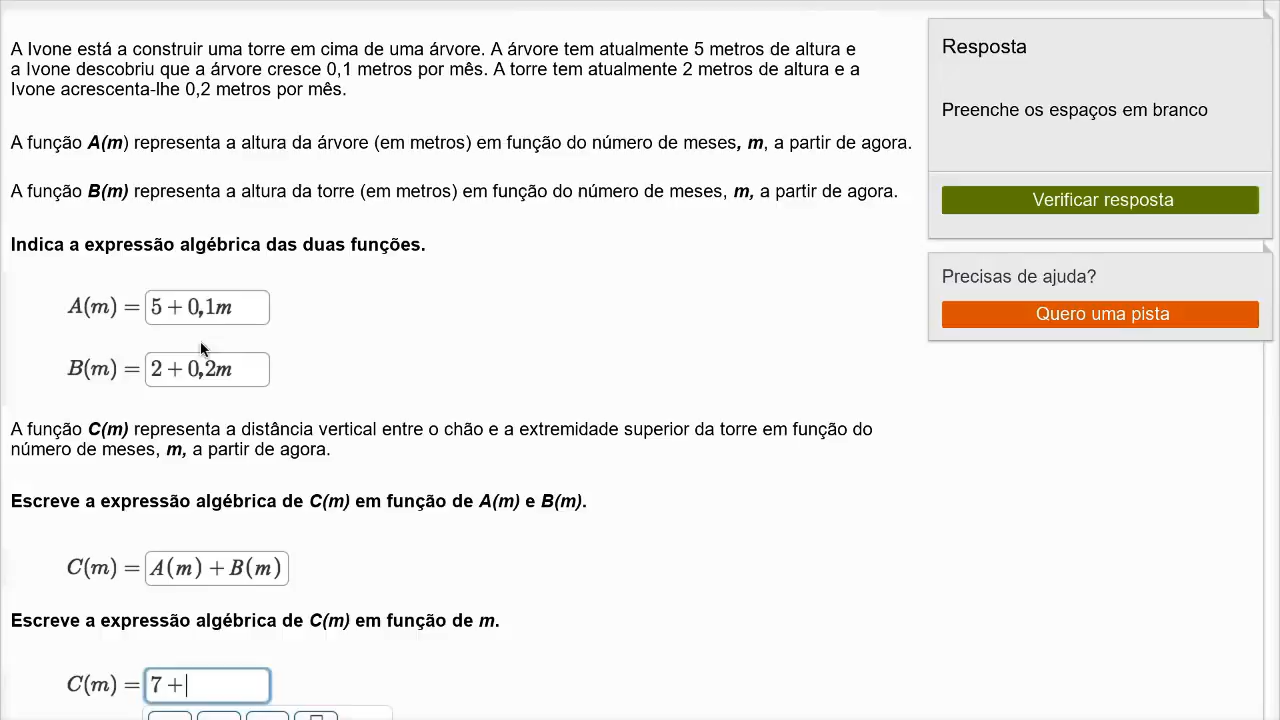 A Ivone está a construir uma torre em cima de uma árvore. A árvore tem atualmente 5 metros de altura e
a Ivone descobriu que a árvore cresce 0,1 metros por mês. A torre tem atualmente 2 metros de altura e a
Ivone acrescenta-lhe 0,2 metros por mês.
A função A(m) representa a altura da árvore (em metros) em função do número de meses, m, a partir de agora.
A função B(m) representa a altura da torre (em metros) em função do número de meses, m, a partir de agora.
Indica a expressão algébrica das duas funções.
A(m) = 5 + 0,1m
B(m) = 2 + 0,2m
A função C(m) representa a distância vertical entre o chão e a extremidade superior da torre em função do
número de meses, m, a partir de agora.
Escreve a expressão algébrica de C(m) em função de A(m) e B(m).
C(m) = A(m) + B(m)
Escreve a expressão algébrica de C(m) em função de m.
C(m) = 7 +
Resposta
Preenche os espaços em branco
Verificar resposta
Precisas de ajuda?
Quero uma pista